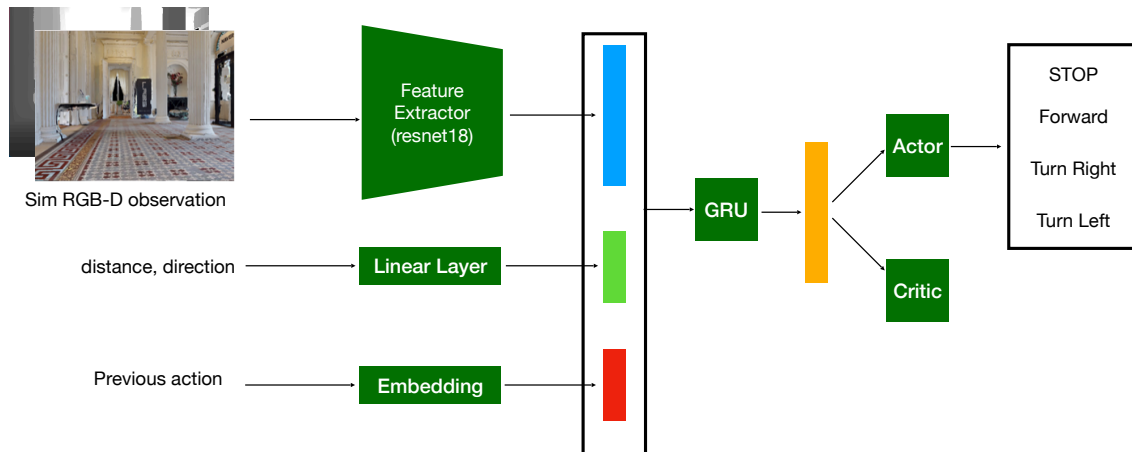 Sim RGB-D observation
distance, direction
Previous action
Feature
Extractor
(resnet18)
Linear Layer
Embedding
GRU
Actor
Critic
STOP
Forward
Turn Right
Turn Left